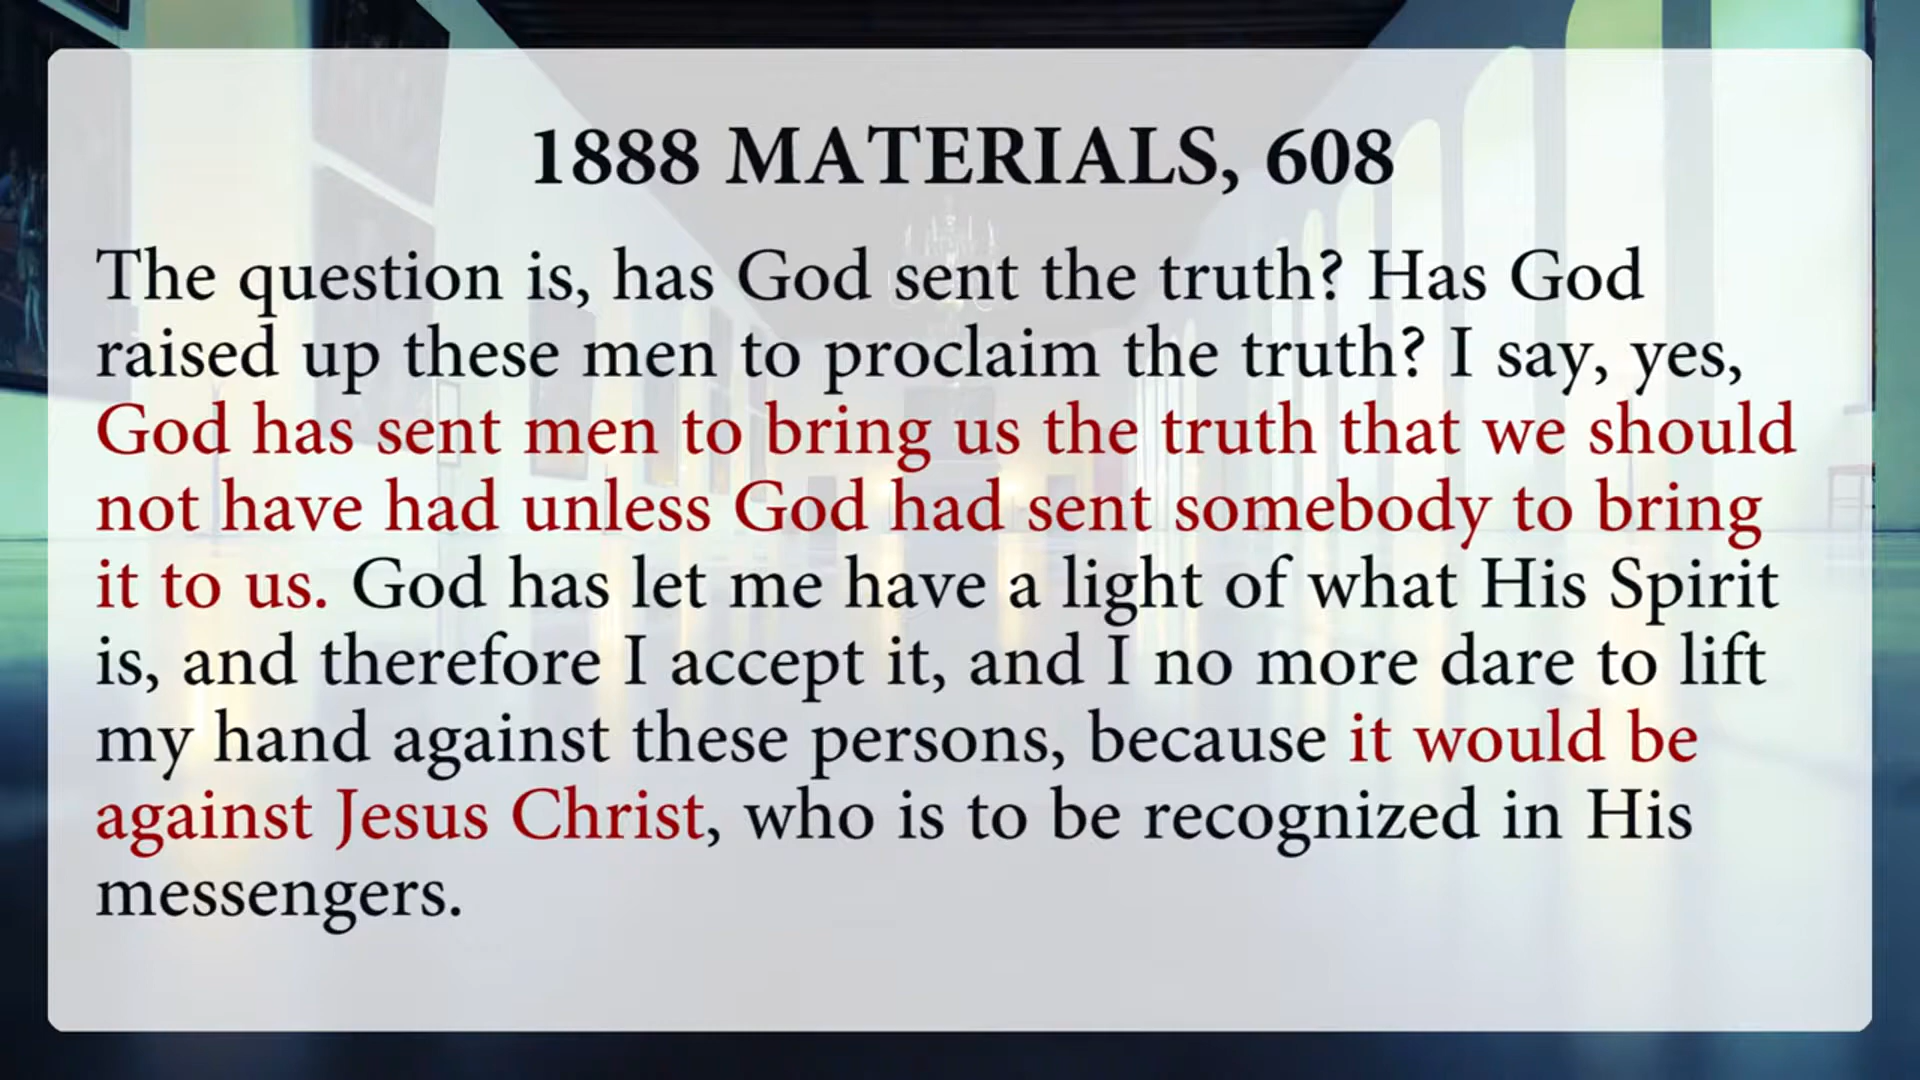 1888 MATERIALS, 608
The question is, has God sent the truth? Has God
raised up these men to proclaim the truth? I say, yes,
God has sent men to bring us the truth that we should
not have had unless God had sent somebody to bring
it to us. God has let me have a light of what His Spirit
is, and therefore I accept it, and I no more dare to lift
my hand against these persons, because it would be
against Jesus Christ, who is to be recognized in His
messengers.